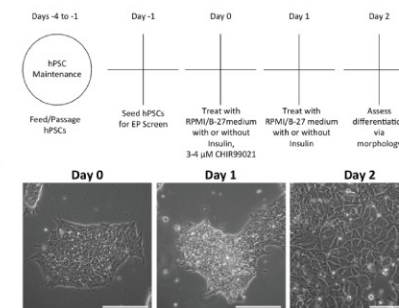 Days -4 to -1
Day -1
Day 0
Day 1
Day 2
hPSC
Maintenance
Feed/Passage
hPSCs
Seed hPSCs
for EP Screen
Treat with
RPMI/B-27medium
with or without
Insulin,
3-4 µM CHIR99021
Treat with
RPMI/B-27 medium
with or without
Insulin
Assess
differentiatic
via
morphology
Day 0
Day 1
Day 2